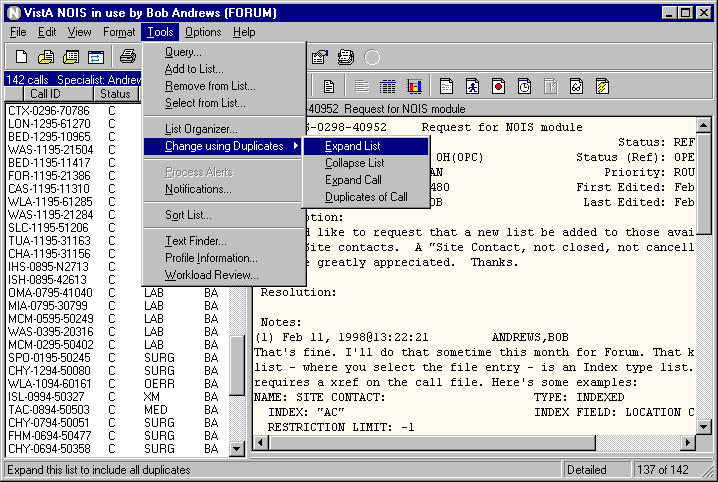 VistA NOIS in use by Bob Andrews (FORUM)
File Edit View Format Tools Options Help
142 calls Specialist: Andrew
Call ID Status
CTX-0296-70786 C
LON-1295-61270 C
BED-1295-10965 C
WAS-1195-21504 C
BED-1195-11417 C
FOR-1195-21386 C
CAS-1195-11310 C
WLA-1195-61285 C
WAS-1195-21284 C
SLC-1195-51206 C
TUA-1195-31163 C
CHA-1195-31156 C
IHS-0895-N2713 C
ISH-0895-42613 C
OMA-0795-41040 C LAB BA
MIA-0795-30799 C LAB BA
MCM-0595-50249 C LAB BA
WAS-0395-20316 C LAB BA
MCM-0295-50402 C LAB BA
SPO-0195-50245 C SURG BA
CHY-1294-50080 C SURG BA
WLA-1094-60161 C OERR BA
ISL-0994-50327 C XM BA
TAC-0894-50503 C MED BA
CHY-0794-50051 C SURG BA
FHM-0694-50477 C SURG BA
CHY-0694-50358 C SURG BA
Query...
Add to List...
Remove from List...
Select from List...
List Organizer...
Change using Duplicates
Process Alerts
Notifications...
Sort List...
Text Finder...
Profile Information...
Workload Review...
Expand List
Collapse List
Expand Call
Duplicates of Call
-40952 Request for NOIS module
S-0298-40952 Request for NOIS module
Status: REF
OH(OPC) Status (Ref): OPE
AN Priority: ROU
480 First Edited: Feb
OB Last Edited: Feb
tion:
d like to request that a new list be added to those avai
Site contacts. A "Site Contact, not closed, not cancell
e greatly appreciated. Thanks.
Resolution:
Notes:
(1) Feb 11, 1998@13:22:21 ANDREWS,BOB
That's fine. I'll do that sometime this month for Forum. That k
list - where you select the file entry - is an Index type list.
requires a xref on the call file. Here's some examples:
NAME: SITE CONTACT: TYPE: INDEXED
INDEX: "AC" INDEX FIELD: LOCATION C
RESTRICTION LIMIT: -1
Expand this list to include all duplicates Detailed 137 of 142